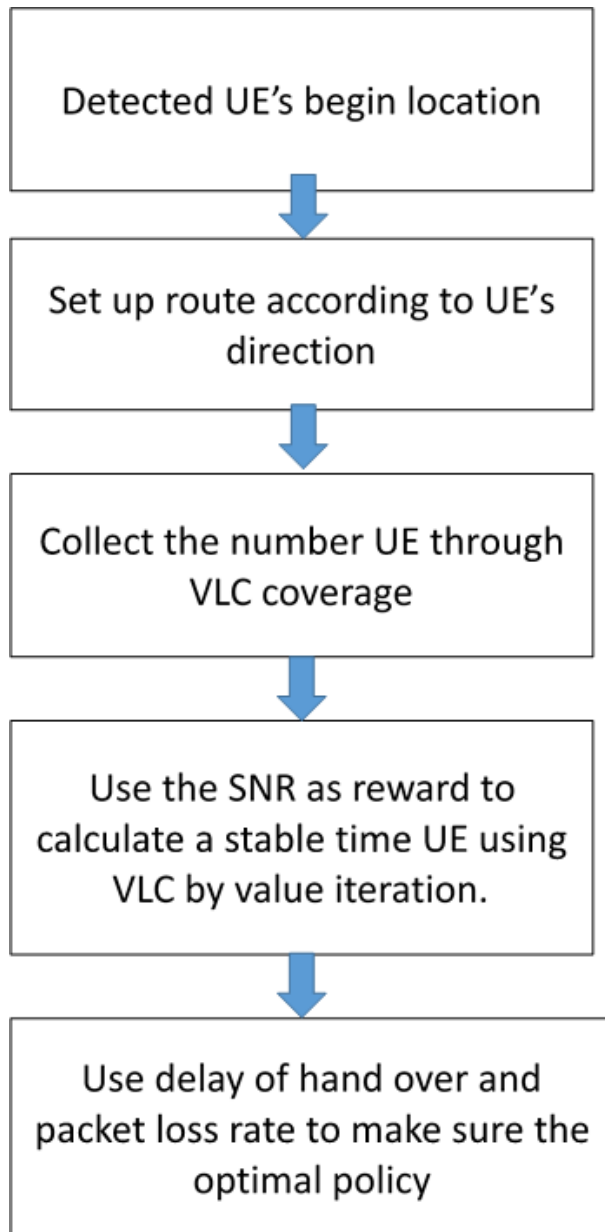 Detected UE's begin location
Set up route according to UE's
direction
Collect the number UE through
VLC coverage
Use the SNR as reward to
calculate a stable time UE using
VLC by value iteration.
Use delay of hand over and
packet loss rate to make sure the
optimal policy